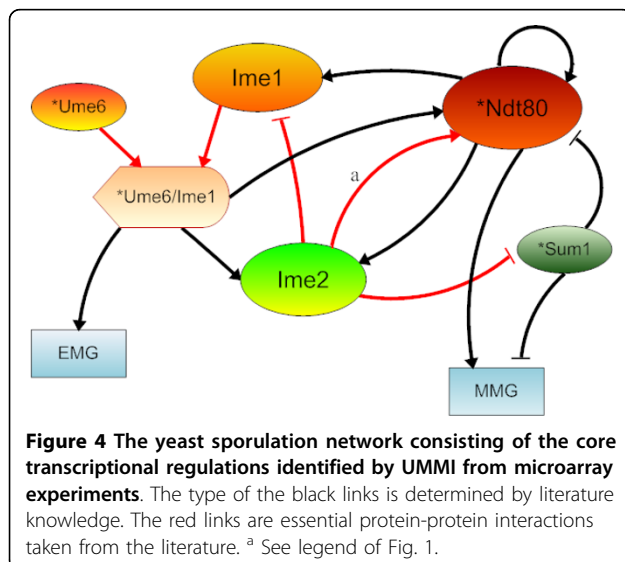 Ime1
*Ume6
*Ndt80
a
*Ume6/Ime1
*Sum1
Ime2
EMG
MMG
Figure 4 The yeast sporulation network consisting of the core
transcriptional regulations identified by UMMI from microarray
experiments. The type of the black links is determined by literature
knowledge. The red links are essential protein-protein interactions
taken from the literature. ª See legend of Fig. 1.